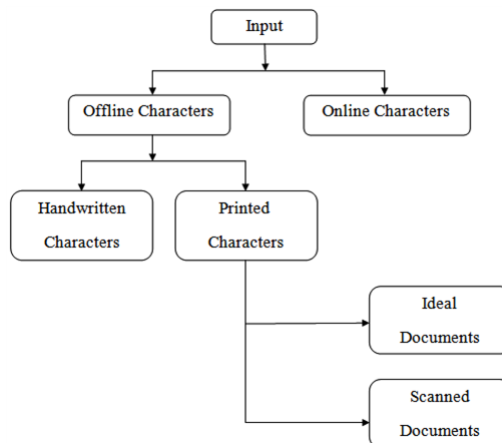 Input
Offline Characters
Online Characters
Handwritten
Characters
Printed
Characters
Ideal
Documents
Scanned
Documents